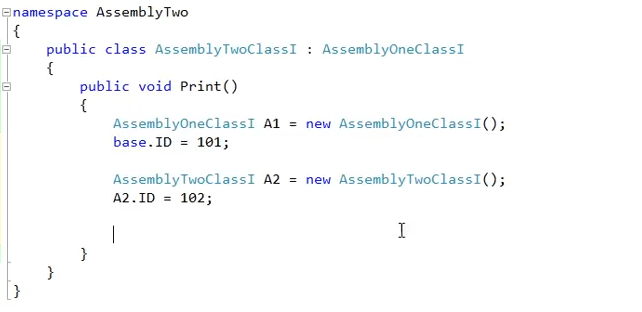 namespace AssemblyTwo
{
public class AssemblyTwoClassI : AssemblyOneClassI
{
public void Print()
{
AssemblyOneClassI A1 = new AssemblyOneClassI();
base.ID = 101;
AssemblyTwoClassI A2 = new AssemblyTwoClassI();
A2.ID = 102;
}
}
}